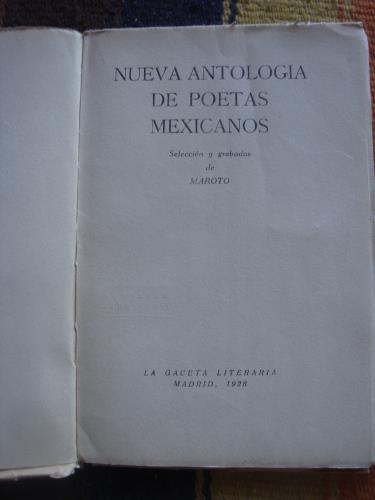 NUEVA ANTOLOGIA
DE POETAS
MEXICANOS
Selección y grabados
de
MAROTO
LA GACETA LITERARIA
MADRID, 1928